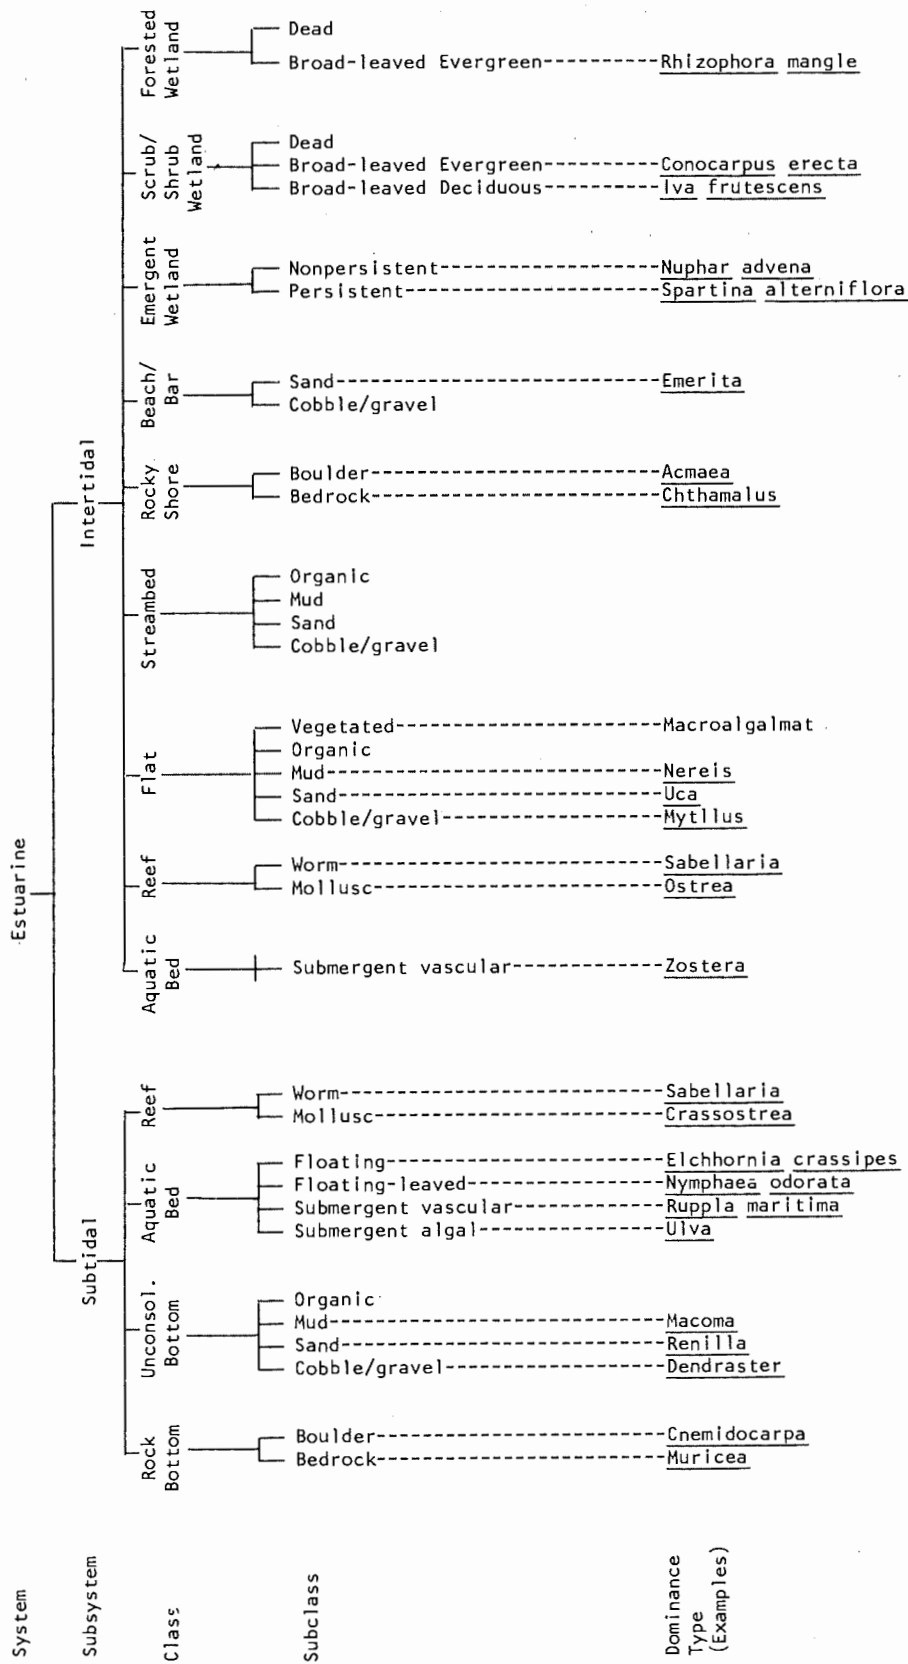 Forested
Wetland
Dead
Broad-leaved Evergreen----------Rhizophora mangle
Scrub/
Shrub
Wetland
Dead
Broad-leaved Evergreen----------Conocarpus erecta
Broad-leaved Deciduous----------Iva frutescens
Emergent
Wetland
Nonpersistent-------------------Nuphar advena
Persistent----------------------Spartina alterniflora
Beach/
Bar
Sand----------------------------Emerita
Cobble/gravel
Intertidal
Rocky
Shore
Boulder-------------------------Acmaea
Bedrock-------------------------Chthamalus
Streambed
Organic
Mud
Sand
Cobble/gravel
Flat
Vegetated-----------------------Macroalgalmat
Organic
Mud-----------------------------Nereis
Sand----------------------------Uca
Cobble/gravel-------------------Mytllus
Estuarine
Reef
Worm----------------------------Sabellaria
Mollusc-------------------------Ostrea
Aquatic
Bed
Submergent vascular-------------Zostera
Reef
Worm----------------------------Sabellaria
Mollusc-------------------------Crassostrea
Subtidal
Aquatic
Bed
Floating------------------------Elchhornia crassipes
Floating-leaved-----------------Nymphaea odorata
Submergent vascular-------------Ruppla maritima
Submergent algal----------------Ulva
Unconsol.
Bottom
Organic
Mud-----------------------------Macoma
Sand----------------------------Renilla
Cobble/gravel-------------------Dendraster
Rock
Bottom
Boulder-------------------------Cnemidocarpa
Bedrock-------------------------Muricea
System
Subsystem
Class
Subclass
Dominance
Type
(Examples)